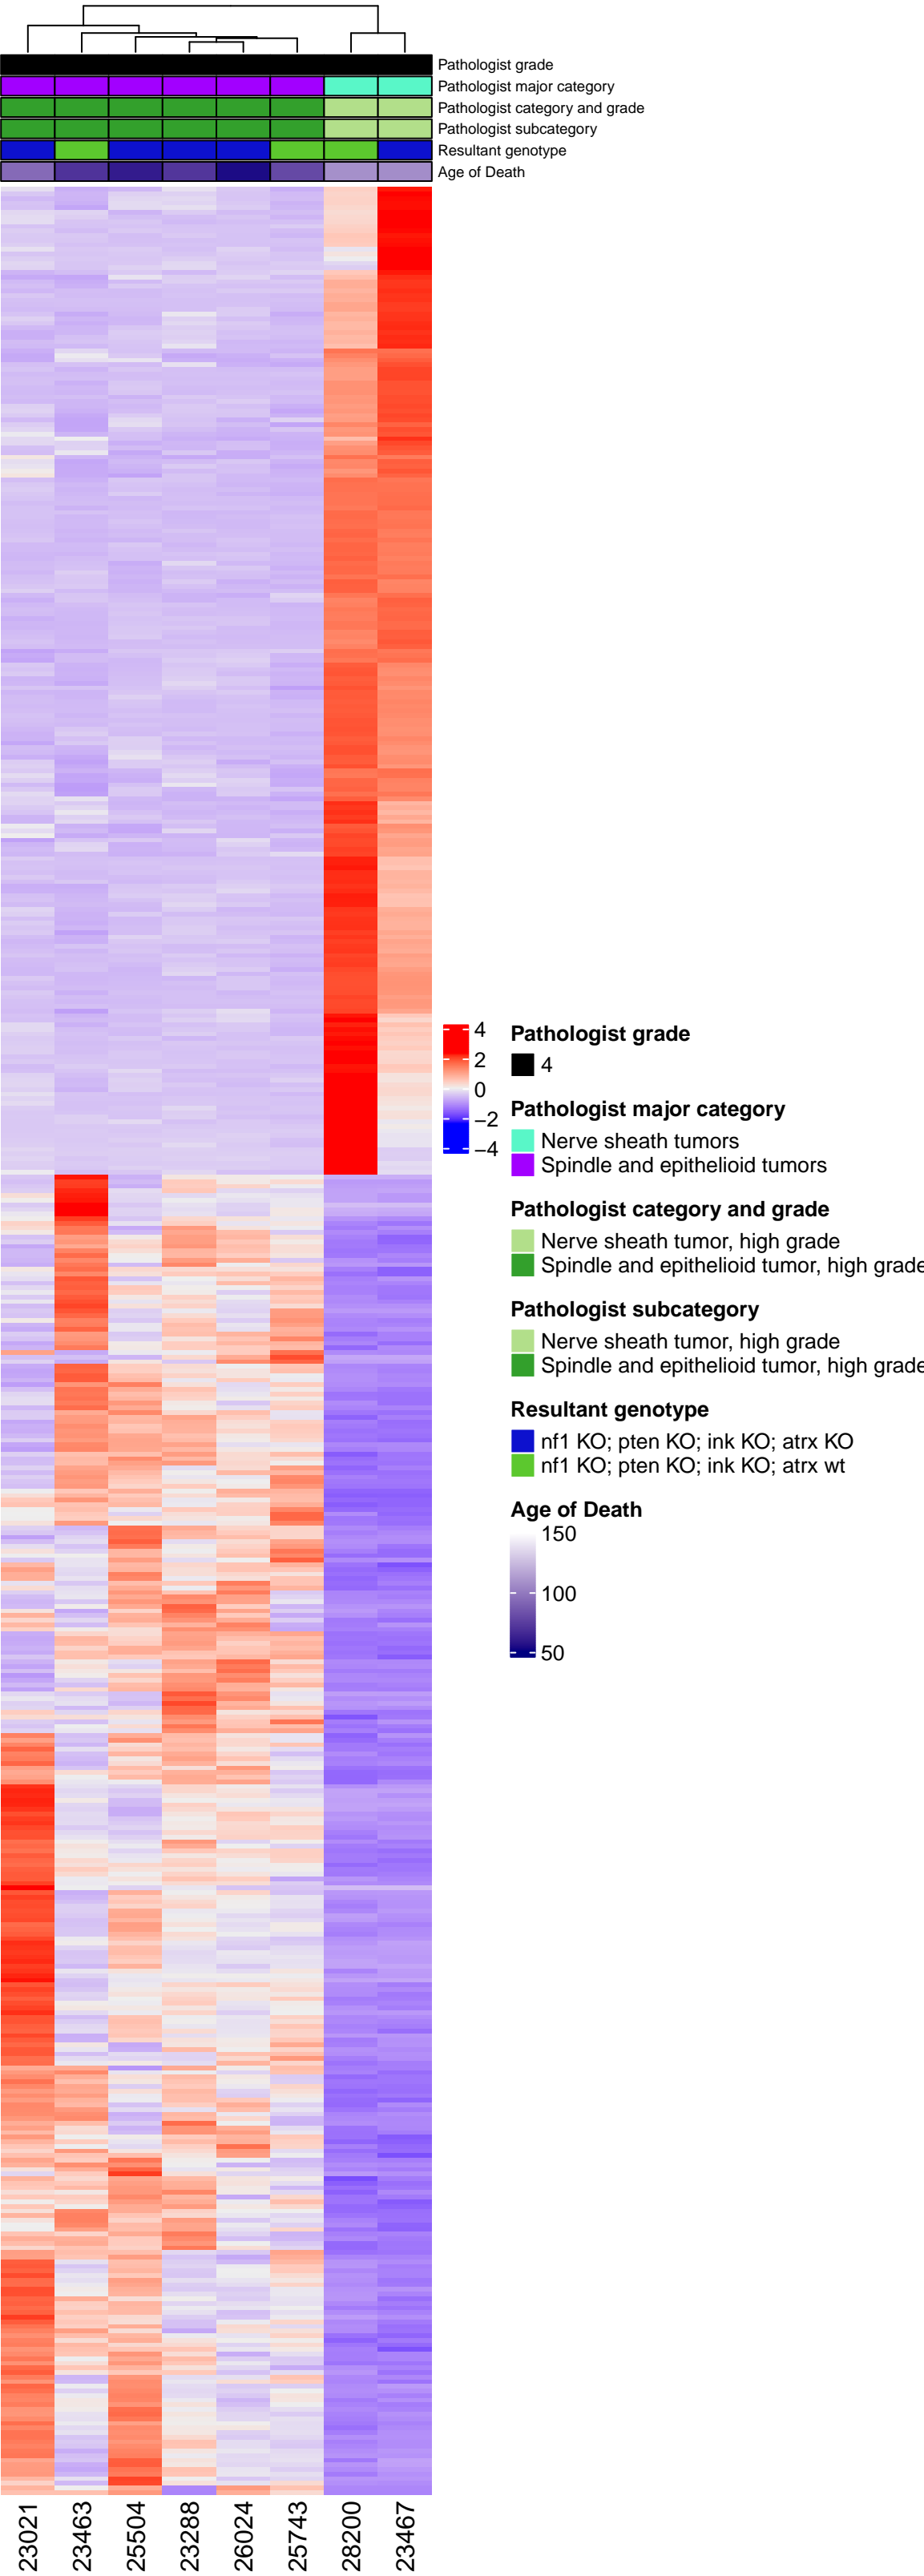 Pathologist grade
Pathologist major category
Pathologist category and grade
Pathologist subcategory
Resultant genotype
Age of Death
4
2
0
−2
−4
Pathologist grade
4
Pathologist major category
Nerve sheath tumors
Spindle and epithelioid tumors
Pathologist category and grade
Nerve sheath tumor, high grade
Spindle and epithelioid tumor, high grade
Pathologist subcategory
Nerve sheath tumor, high grade
Spindle and epithelioid tumor, high grade
Resultant genotype
nf1 KO; pten KO; ink KO; atrx KO
nf1 KO; pten KO; ink KO; atrx wt
Age of Death
150
100
50
23021
23463
25504
23288
26024
25743
28200
23467